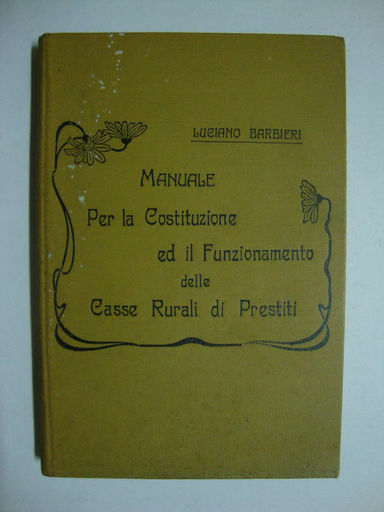 LUCIANO BARBIERI
MANUALE
Per la Costituzione
ed il Funzionamento
delle
Casse Rurali di Prestiti